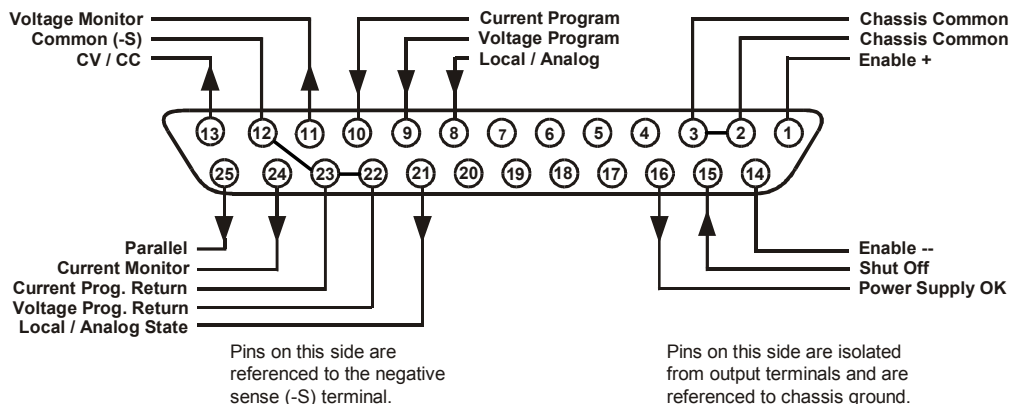 Voltage Monitor
Common (-S)
CV / CC
Current Program
Voltage Program
Local / Analog
Chassis Common
Chassis Common
Enable +
13 12 11 10 9 8 7 6 5 4 3 2 1
25 24 23 22 21 20 19 18 17 16 15 14
Parallel
Current Monitor
Current Prog. Return
Voltage Prog. Return
Local / Analog State
Enable --
Shut Off
Power Supply OK
Pins on this side are
referenced to the negative
sense (-S) terminal.
Pins on this side are isolated
from output terminals and are
referenced to chassis ground.